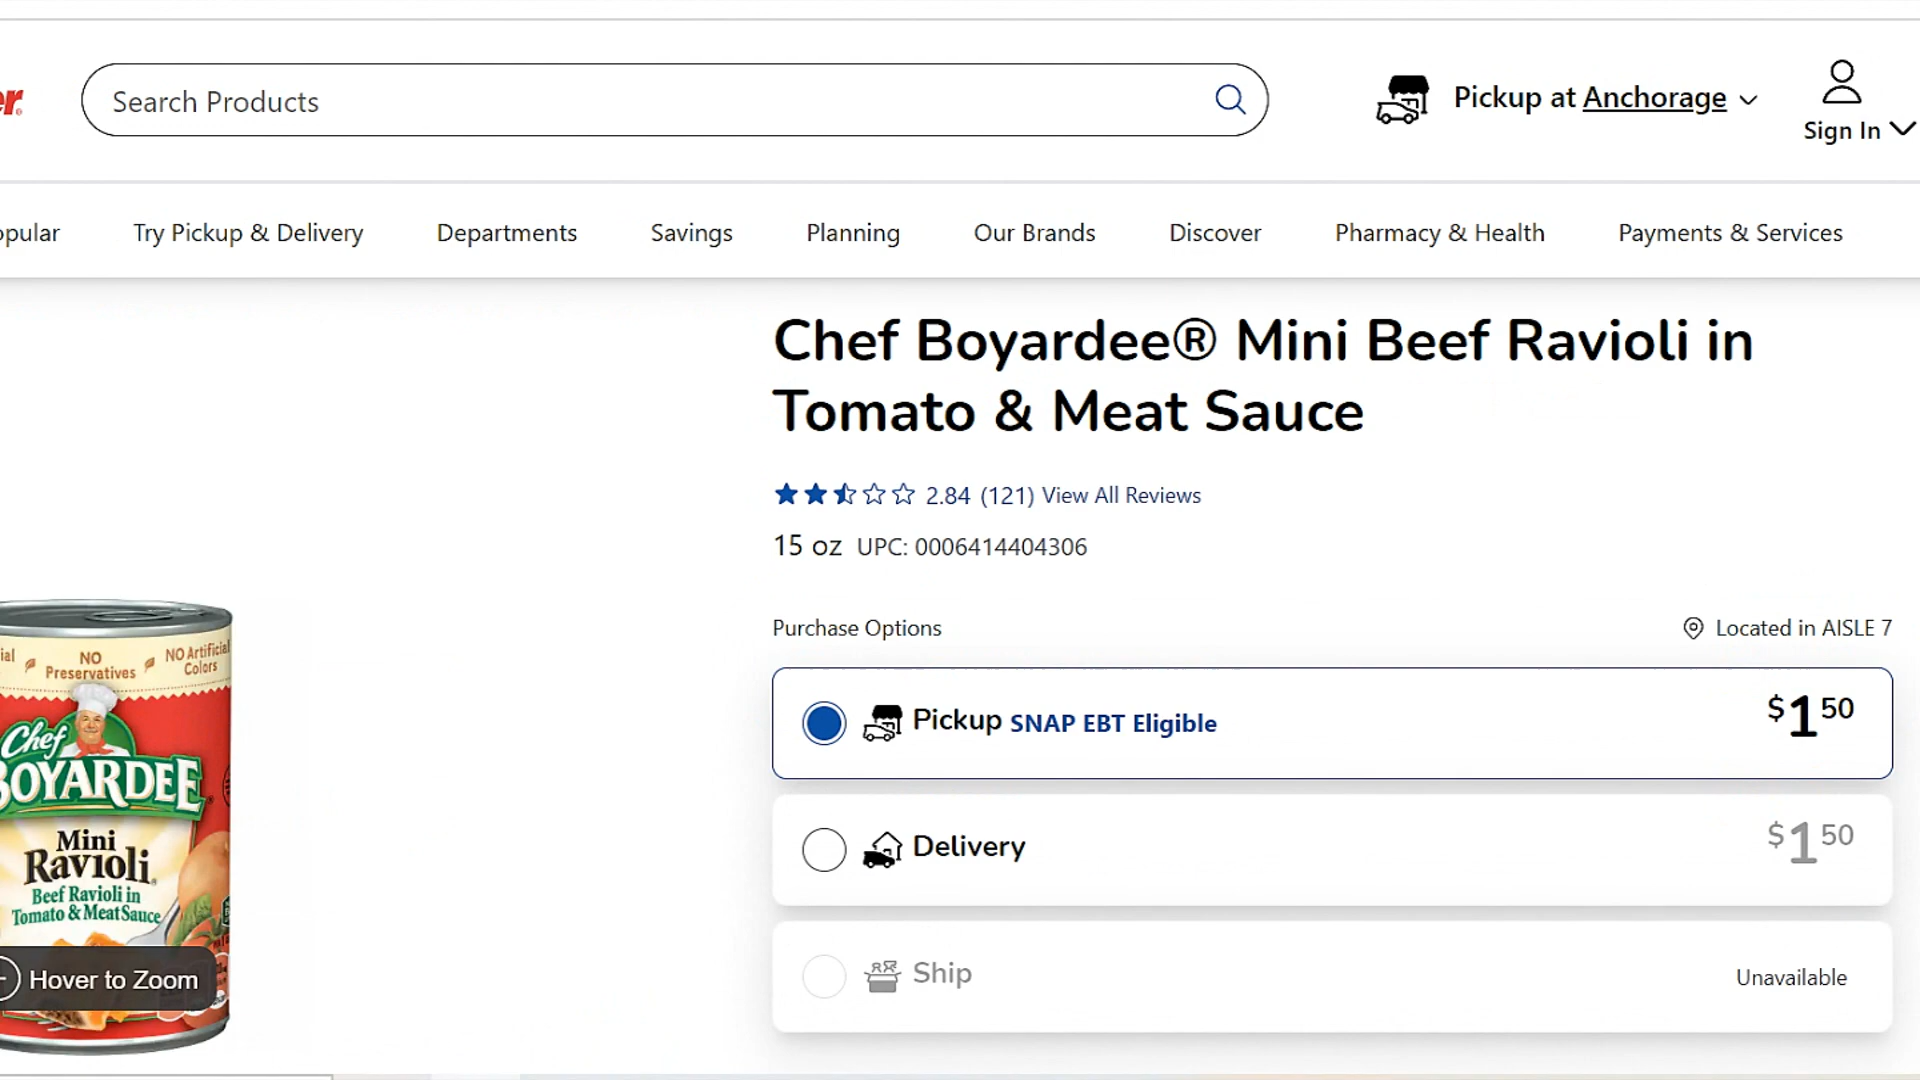 er
Search Products
Pickup at Anchorage
Sign In
opular
Try Pickup & Delivery
Departments
Savings
Planning
Our Brands
Discover
Pharmacy & Health
Payments & Services
Chef Boyardee® Mini Beef Ravioli in
Tomato & Meat Sauce
2.84 (121) View All Reviews
15 oz UPC: 0006414404306
Purchase Options
Located in AISLE 7
Pickup SNAP EBT Eligible
$1 50
Delivery
$1 50
Ship
Unavailable
ial
NO
Preservatives
NO Artificial
Colors
Chef
BOYARDEE
Mini
Ravioli
Beef Ravioli in
Tomato & Meat Sauce
Hover to Zoom